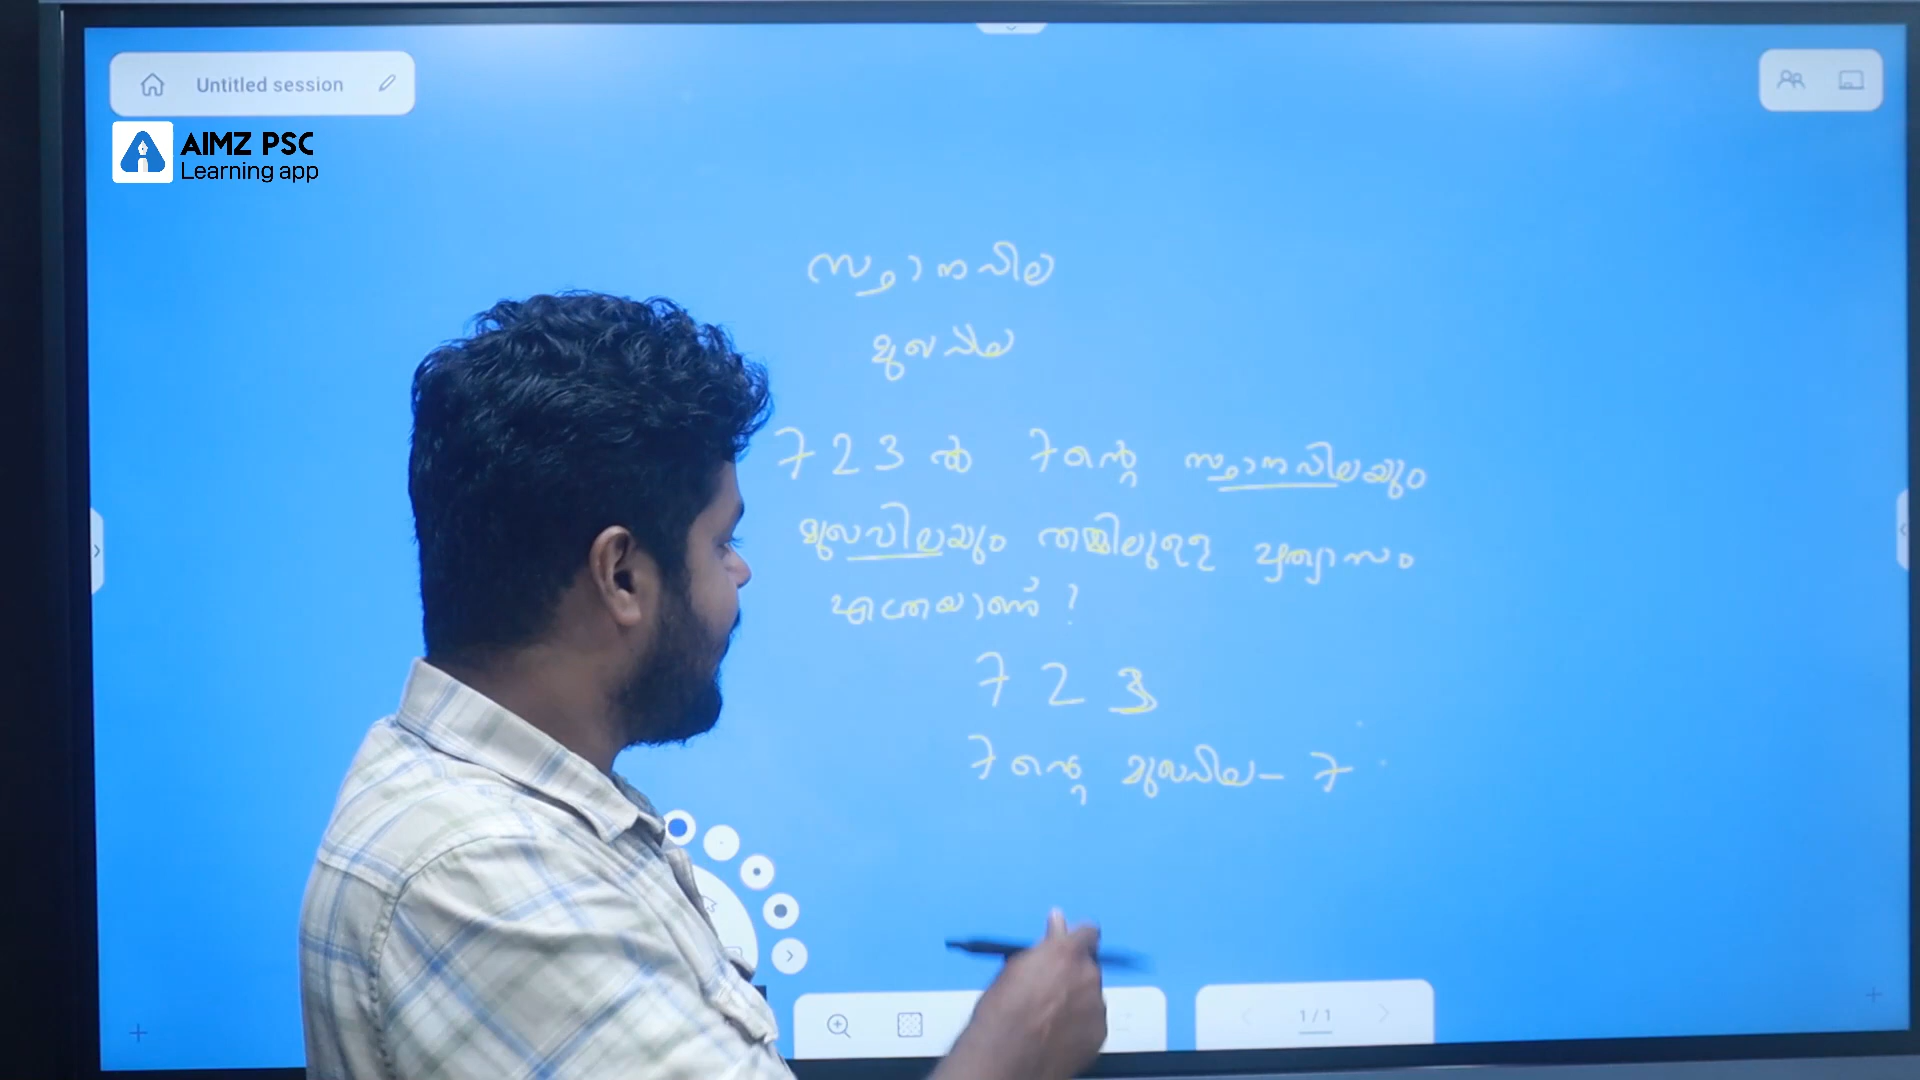 Untitled session
AIMZ PSC
Learning app
സ്ഥാനവില
മുഖവില
723 ൽ 7ന്റെ സ്ഥാനവിലയും
മുഖവിലയും തമ്മിലുള്ള വ്യത്യാസം
എത്രയാണ് ?
7 2 3
7 ന്റെ മുഖവില - 7
1 / 1